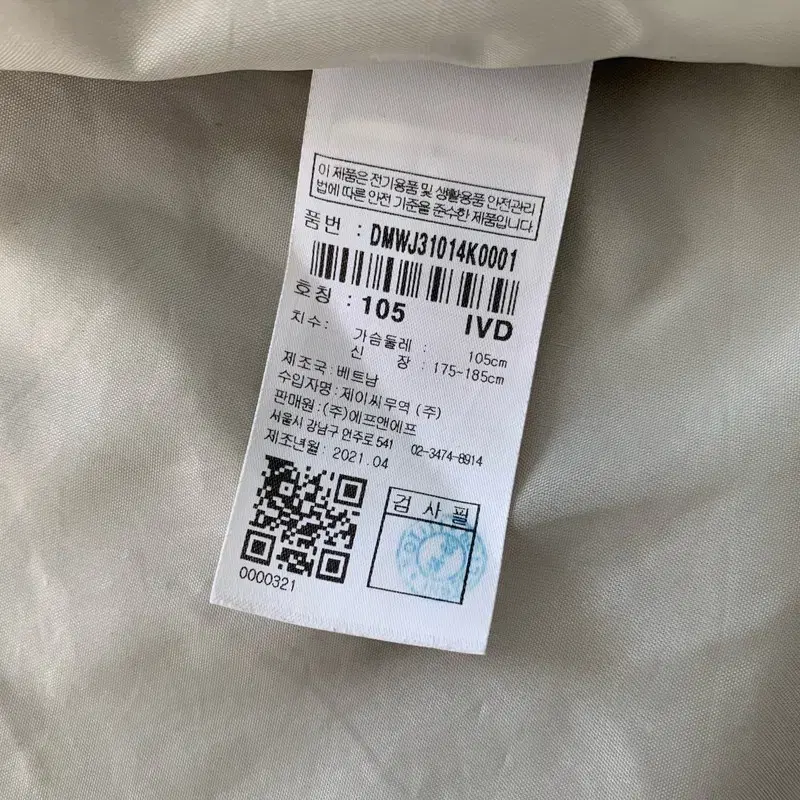 이 제품은 전기용품 및 생활용품 안전관리
법에 따른 안전 기준을 준수한 제품입니다.
품번 : DMWJ31014K0001
호칭 : 105 IVD
치수: 가슴둘레 : 105cm
신 장 : 175~185cm
제조국: 베트남
수입자명: 제이씨무역 (주)
판매원: (주)에프앤에프
서울시 강남구 언주로 541 02-3474-8914
제조년월: 2021.04
검 사 필
0000321